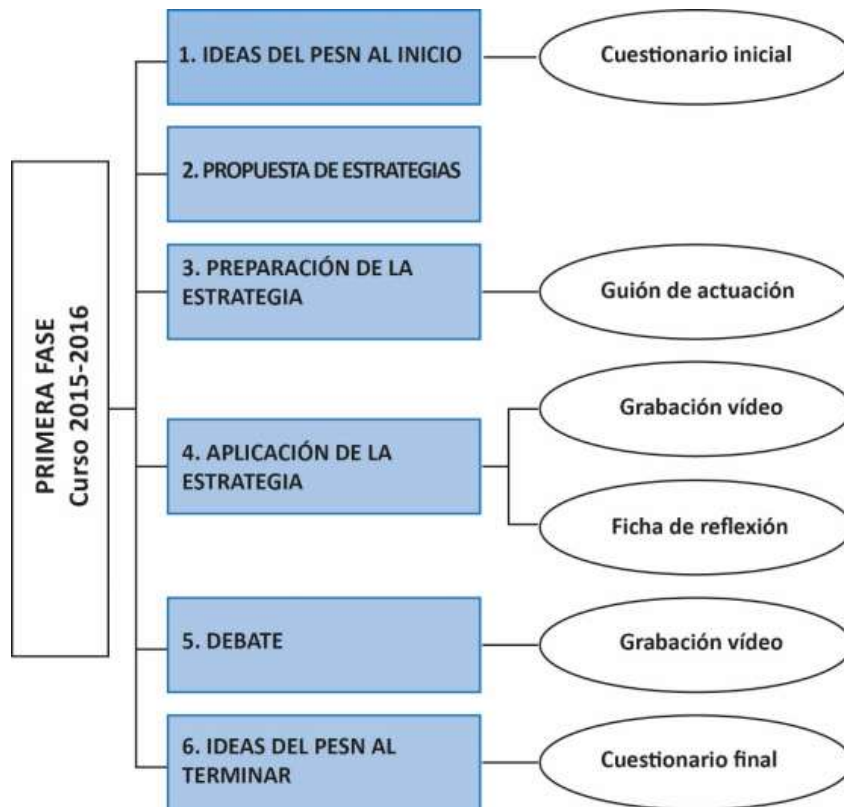 PRIMERA FASE
Curso 2015-2016
1. IDEAS DEL PESN AL INICIO
Cuestionario inicial
2. PROPUESTA DE ESTRATEGIAS
3. PREPARACIÓN DE LA
ESTRATEGIA
Guión de actuación
4. APLICACIÓN DE LA
ESTRATEGIA
Grabación vídeo
Ficha de reflexión
5. DEBATE
Grabación vídeo
6. IDEAS DEL PESN AL
TERMINAR
Cuestionario final